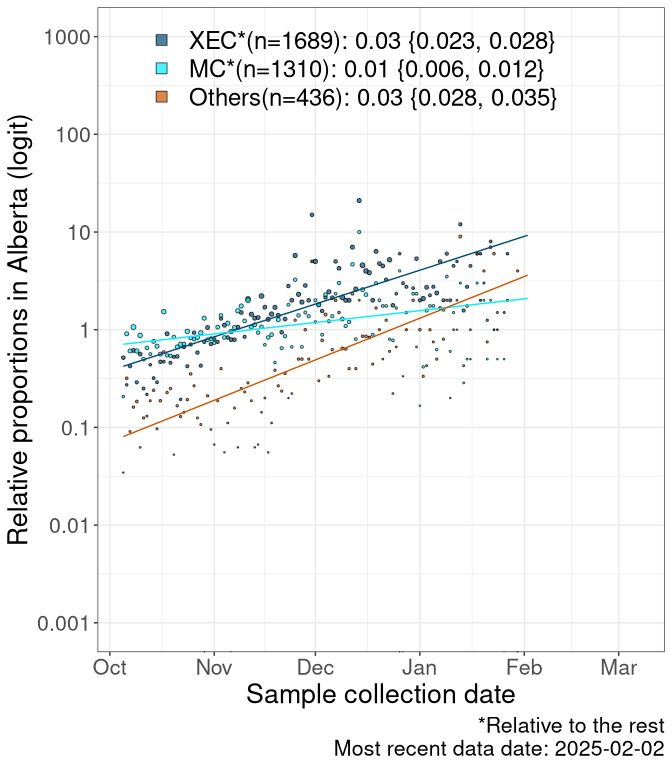 XEC*(n=1689): 0.03 {0.023, 0.028}
MC*(n=1310): 0.01 {0.006, 0.012}
Others(n=436): 0.03 {0.028, 0.035}
Relative proportions in Alberta (logit)
1000
100
10
1
0.1
0.01
0.001
Oct Nov Dec Jan Feb Mar
Sample collection date
*Relative to the rest
Most recent data date: 2025-02-02